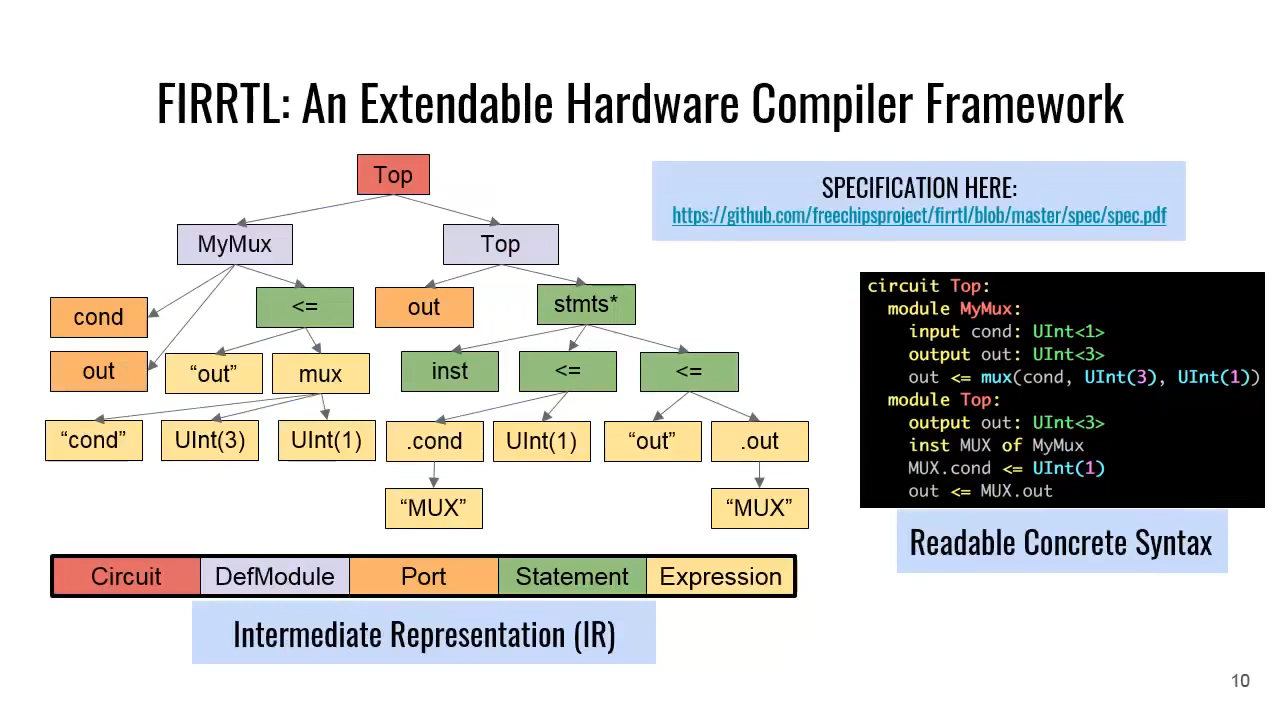 FIRRTL: An Extendable Hardware Compiler Framework
Top
SPECIFICATION HERE:
https://github.com/freechipsproject/firrtl/blob/master/spec/spec.pdf
MyMux
Top
cond
<=
out
stmts*
out
“out”
mux
inst
<=
<=
“cond”
UInt(3)
UInt(1)
.cond
UInt(1)
“out”
.out
“MUX”
“MUX”
circuit Top:
  module MyMux:
    input cond: UInt<1>
    output out: UInt<3>
    out <= mux(cond, UInt(3), UInt(1))
  module Top:
    output out: UInt<3>
    inst MUX of MyMux
    MUX.cond <= UInt(1)
    out <= MUX.out
Readable Concrete Syntax
Circuit
DefModule
Port
Statement
Expression
Intermediate Representation (IR)
10